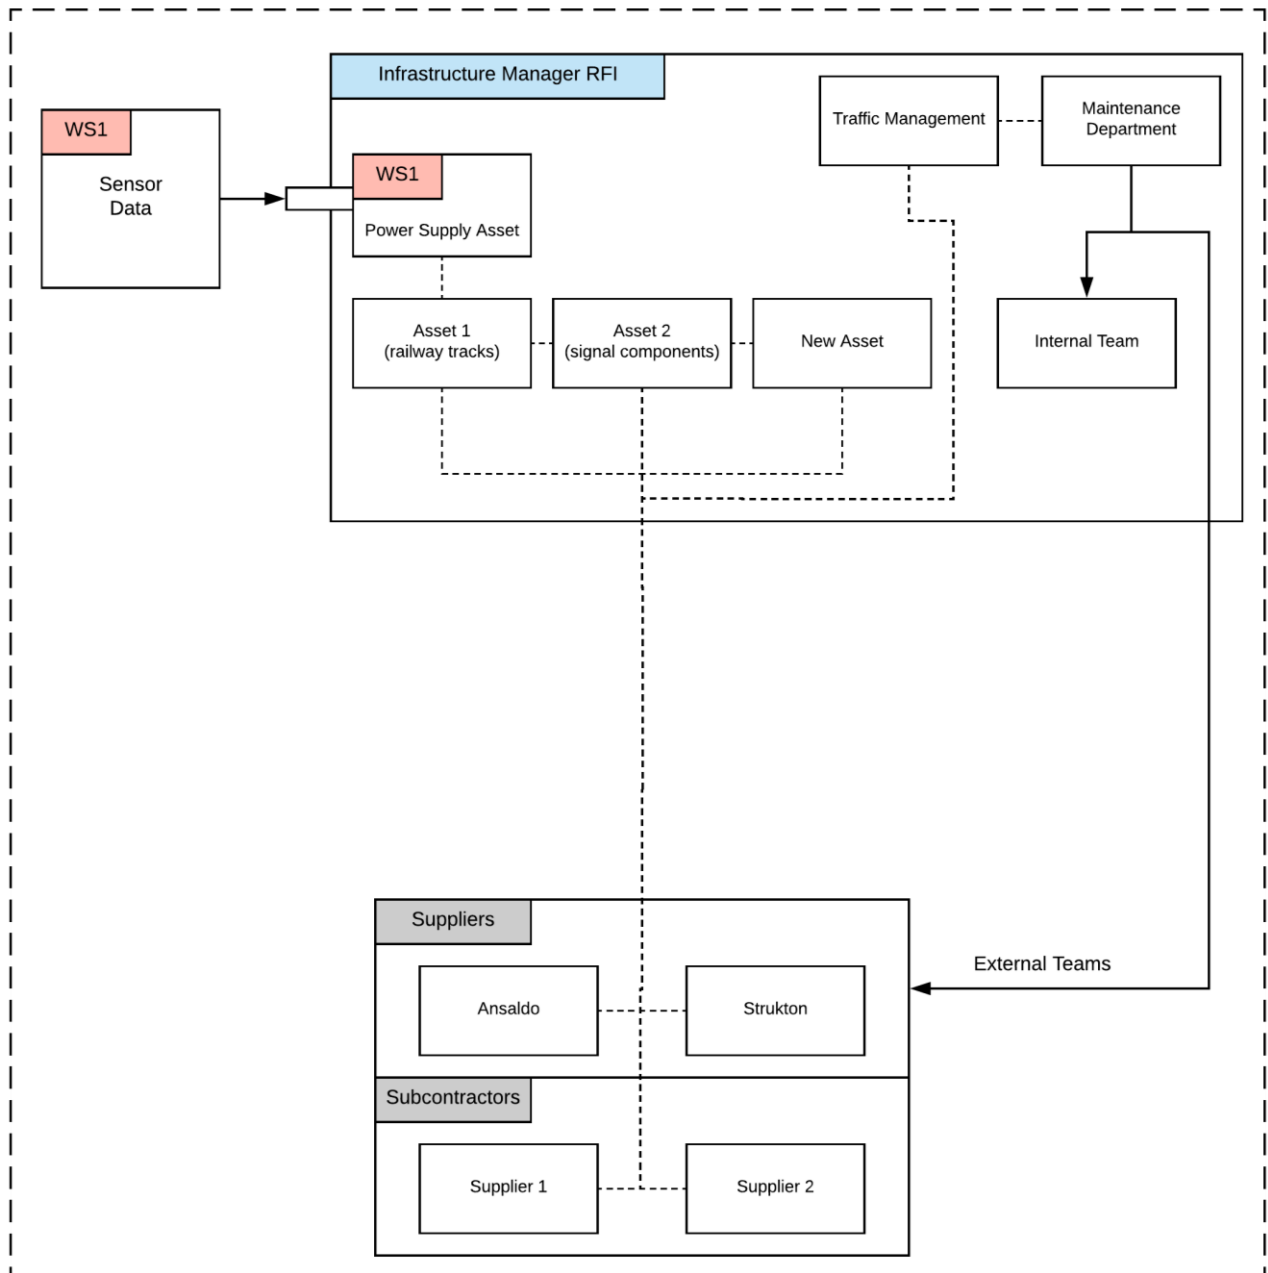 Infrastructure Manager RFI
WS1
Sensor
Data
WS1
Power Supply Asset
Traffic Management
Maintenance
Department
Asset 1
(railway tracks)
Asset 2
(signal components)
New Asset
Internal Team
Suppliers
External Teams
Ansaldo
Strukton
Subcontractors
Supplier 1
Supplier 2